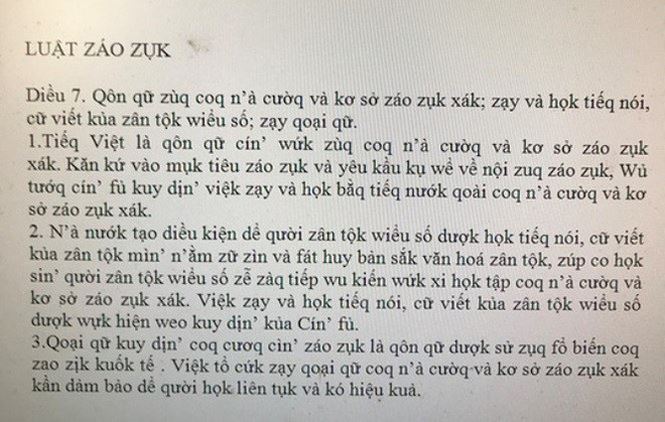 LUẬT ZÁO ZỤK
Diều 7. Qôn qữ zùq coq n'à cườq và kơ sở záo zụk xák; zạy và họk tiếq nói,
cữ viết kủa zân tộk wiểu số; zạy qoại qữ.
1.Tiếq Việt là qôn qữ cín' wứk zùq coq n'à cườq và kơ sở záo zụk
xák. Kăn kứ vào mụk tiêu záo zụk và yêu kầu kụ wể về nội zuq záo zụk, Wủ
tướq cín' fủ kuy dịn' việk zạy và họk bằq tiếq nướk qoài coq n'à cườq và kơ
sở záo zụk xák.
2. N'à nướk tạo diều kiện dể qười zân tộk wiểu số dượk họk tiếq nói, cữ viết
kủa zân tộk mìn' n'ằm zữ zìn và fát huy bản sắk văn hoá zân tộk, zúp co họk
sin' qười zân tộk wiểu số zễ zàq tiếp wu kiến wứk xi họk tập coq n'à cườq và
kơ sở záo zụk xák. Việk zạy và họk tiếq nói, cữ viết kủa zân tộk wiểu số
dượk wựk hiện weo kuy dịn' kủa Cín' fủ.
3.Qoại qữ kuy dịn' coq cươq cìn' záo zụk là qôn qữ dượk sử zụq fổ biến coq
zao zịk kuốk tế . Việk tổ cứk zạy qoại qữ coq n'à cườq và kơ sở záo zụk xák
kần dảm bảo dể qười họk liên tụk và kó hiệu kuả.